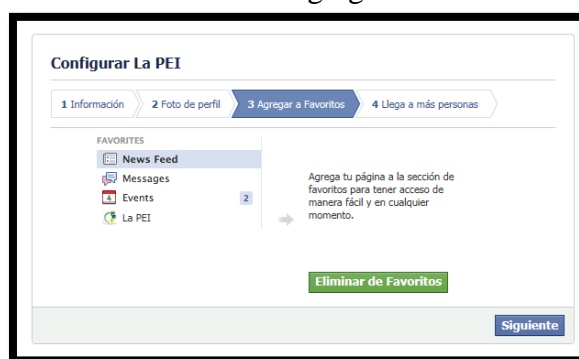 Configurar La PEI
1 Información 2 Foto de perfil 3 Agregar a Favoritos 4 Llega a más personas
FAVORITES
News Feed
Messages
Events 2
La PEI
Agrega tu página a la sección de
favoritos para tener acceso de
manera fácil y en cualquier
momento.
Eliminar de Favoritos
Siguiente